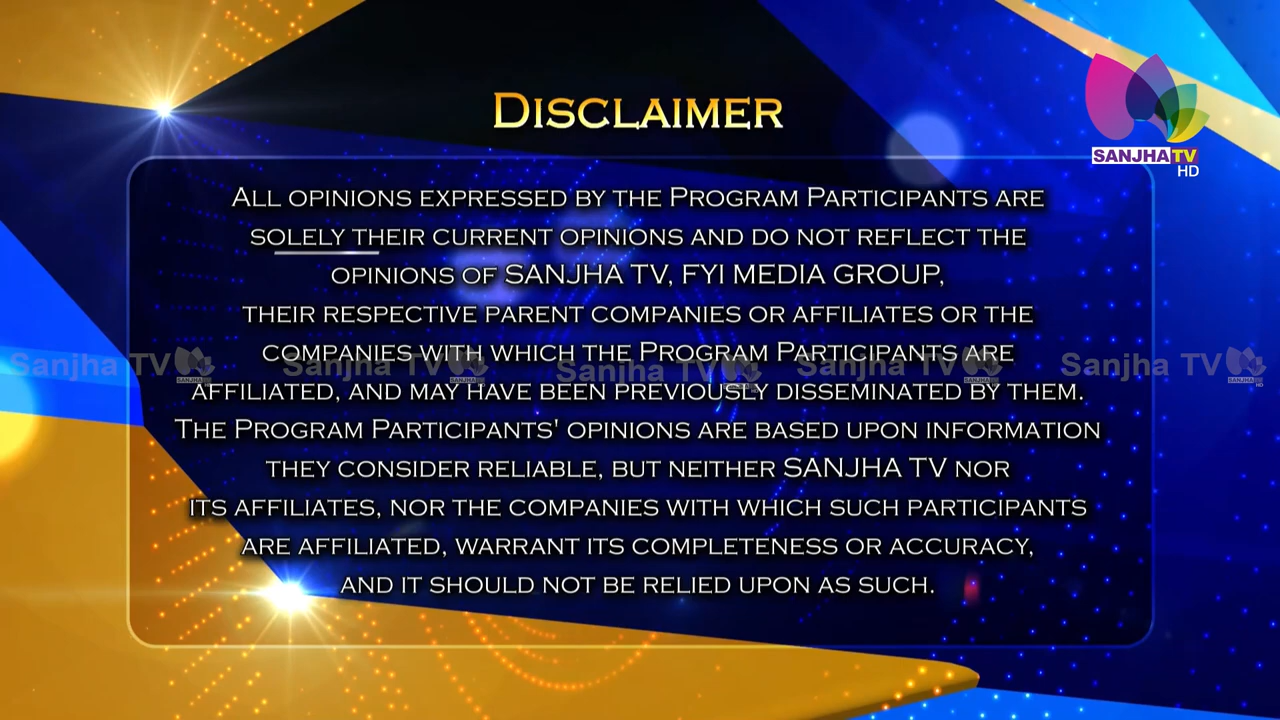 DISCLAIMER
SANJHA TV
HD
ALL OPINIONS EXPRESSED BY THE PROGRAM PARTICIPANTS ARE
SOLELY THEIR CURRENT OPINIONS AND DO NOT REFLECT THE
OPINIONS OF SANJHA TV, FYI MEDIA GROUP,
THEIR RESPECTIVE PARENT COMPANIES OR AFFILIATES OR THE
COMPANIES WITH WHICH THE PROGRAM PARTICIPANTS ARE
Sanjha TV Sanjha TV Sanjha TV Sanjha TV Sanjha TV
AFFILIATED, AND MAY HAVE BEEN PREVIOUSLY DISSEMINATED BY THEM.
THE PROGRAM PARTICIPANTS' OPINIONS ARE BASED UPON INFORMATION
THEY CONSIDER RELIABLE, BUT NEITHER SANJHA TV NOR
ITS AFFILIATES, NOR THE COMPANIES WITH WHICH SUCH PARTICIPANTS
ARE AFFILIATED, WARRANT ITS COMPLETENESS OR ACCURACY,
AND IT SHOULD NOT BE RELIED UPON AS SUCH.